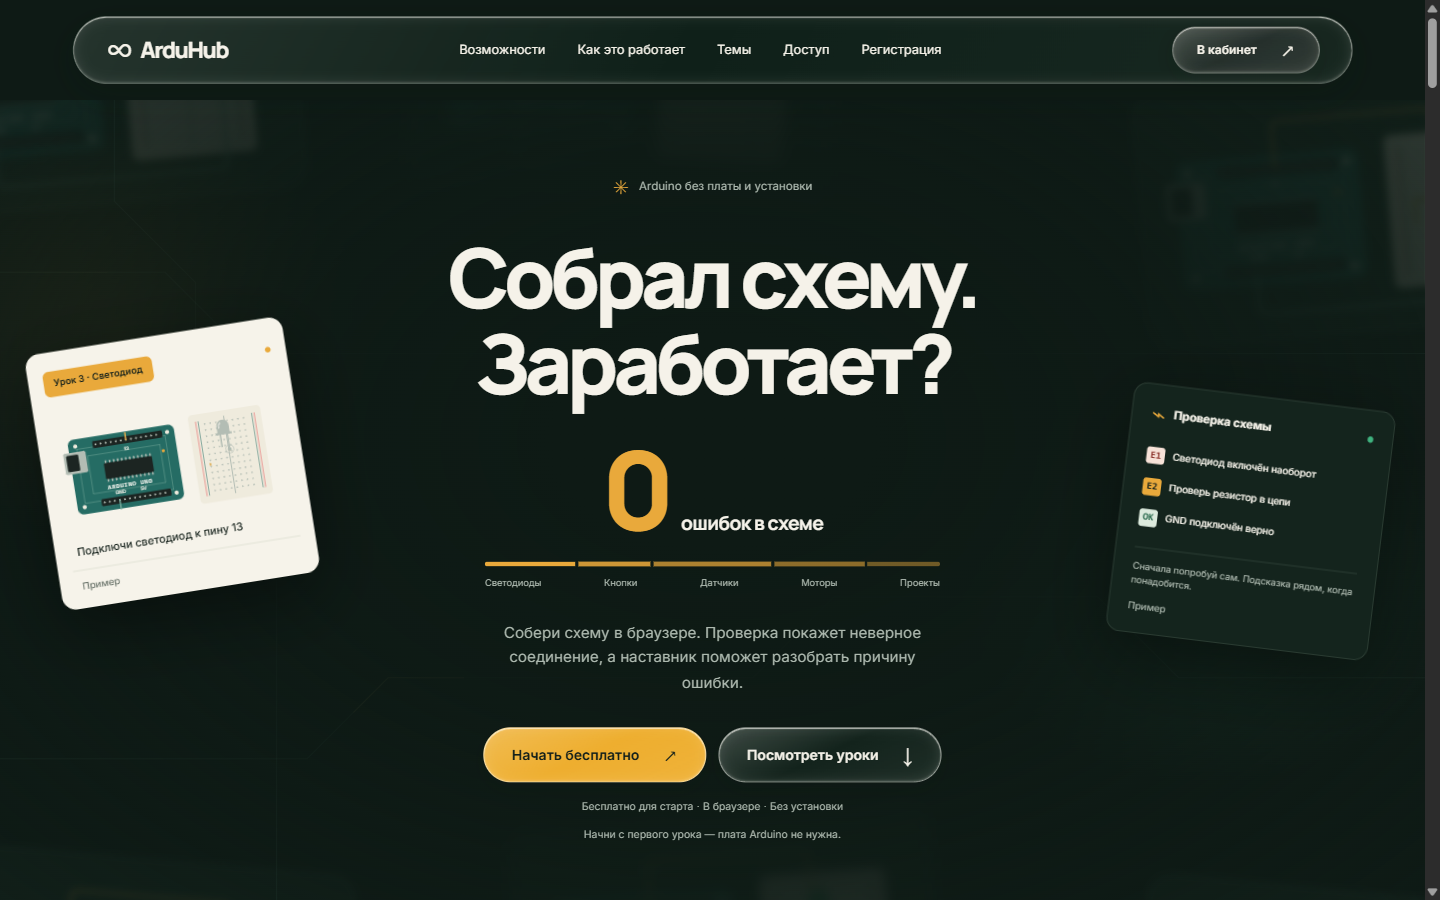 ArduHub
Возможности
Как это работает
Темы
Доступ
Регистрация
В кабинет
Arduino без платы и установки
Собрал схему.
Заработает?
0 ошибок в схеме
Светодиоды
Кнопки
Датчики
Моторы
Проекты
Собери схему в браузере. Проверка покажет неверное
соединение, а наставник поможет разобрать причину
ошибки.
Начать бесплатно
Посмотреть уроки
Бесплатно для старта · В браузере · Без установки
Начни с первого урока — плата Arduino не нужна.
Урок 3 · Светодиод
ARDUINO UNO
GND 5V
Подключи светодиод к пину 13
Пример
Проверка схемы
E1 Светодиод включён наоборот
E2 Проверь резистор в цепи
OK GND подключён верно
Сначала попробуй сам. Подсказка рядом, когда
понадобится.
Пример